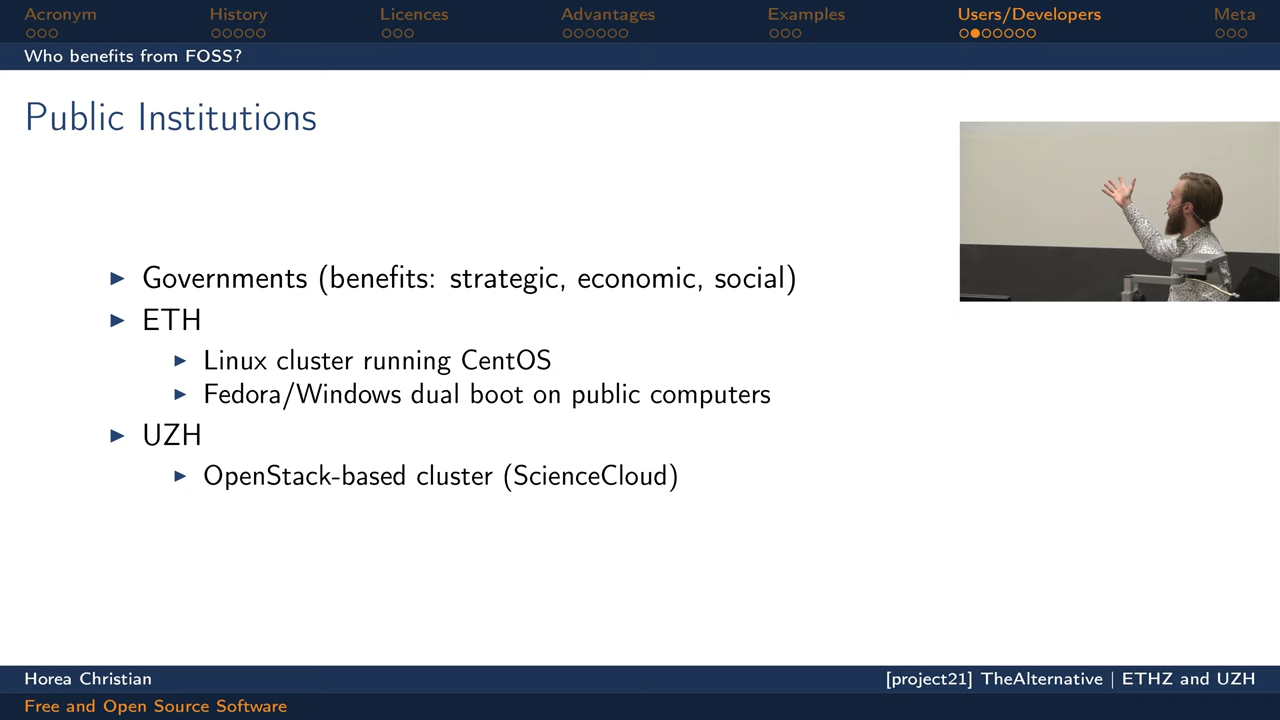 Acronym History Licences Advantages Examples Users/Developers Meta
Who benefits from FOSS?
Public Institutions
Governments (benefits: strategic, economic, social)
ETH
Linux cluster running CentOS
Fedora/Windows dual boot on public computers
UZH
OpenStack-based cluster (ScienceCloud)
Horea Christian [project21] TheAlternative | ETHZ and UZH
Free and Open Source Software